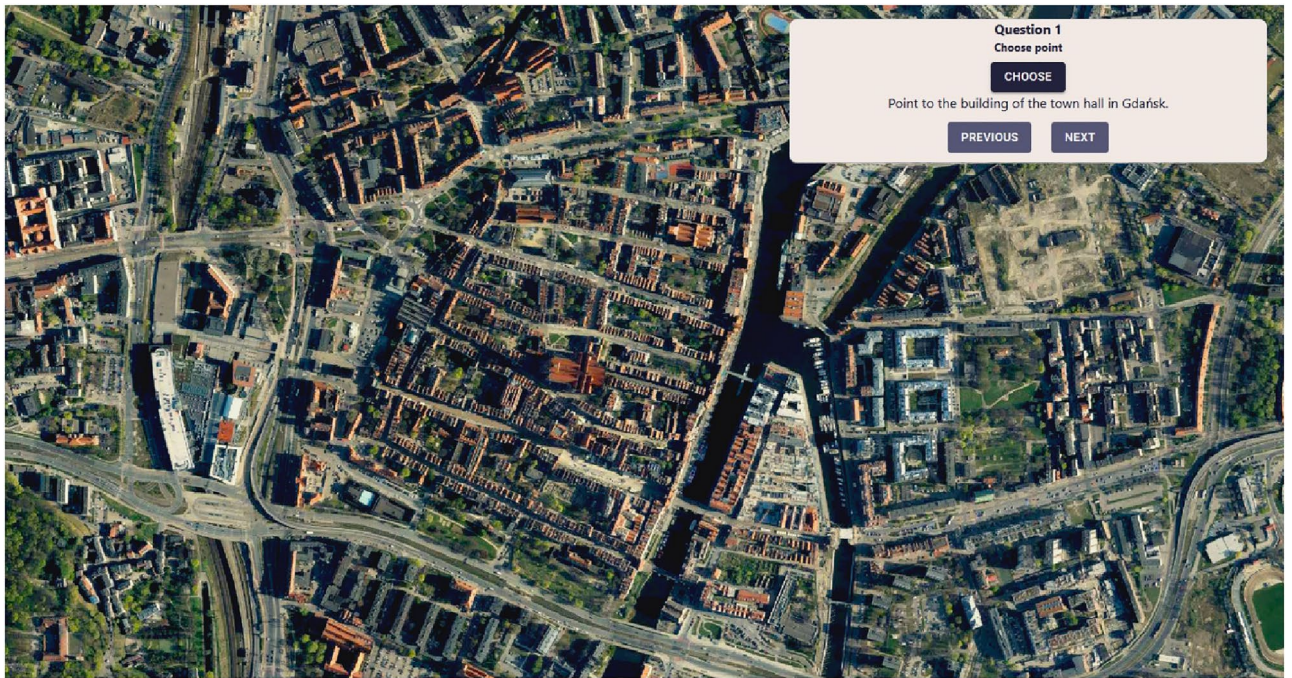 Question 1
Choose point
CHOOSE
Point to the building of the town hall in Gdańsk.
PREVIOUS
NEXT